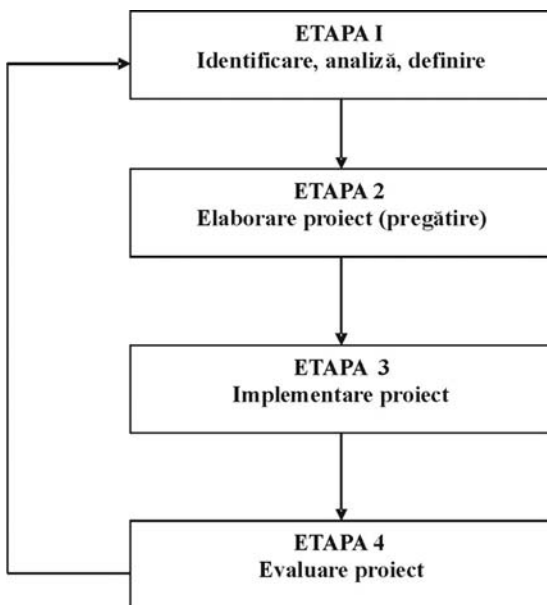 ETAPA I
Identificare, analiză, definire
ETAPA 2
Elaborare proiect (pregătire)
ETAPA 3
Implementare proiect
ETAPA 4
Evaluare proiect